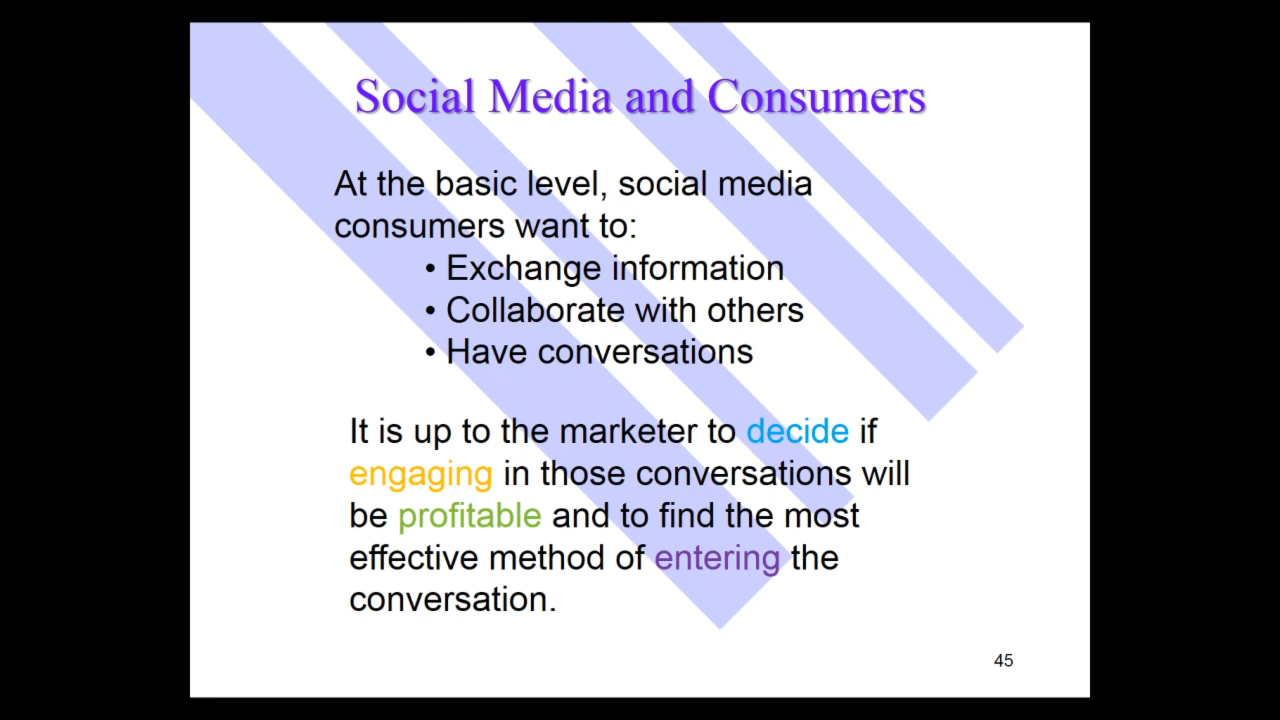 Social Media and Consumers
At the basic level, social media
consumers want to:
• Exchange information
• Collaborate with others
• Have conversations
It is up to the marketer to decide if
engaging in those conversations will
be profitable and to find the most
effective method of entering the
conversation.
45